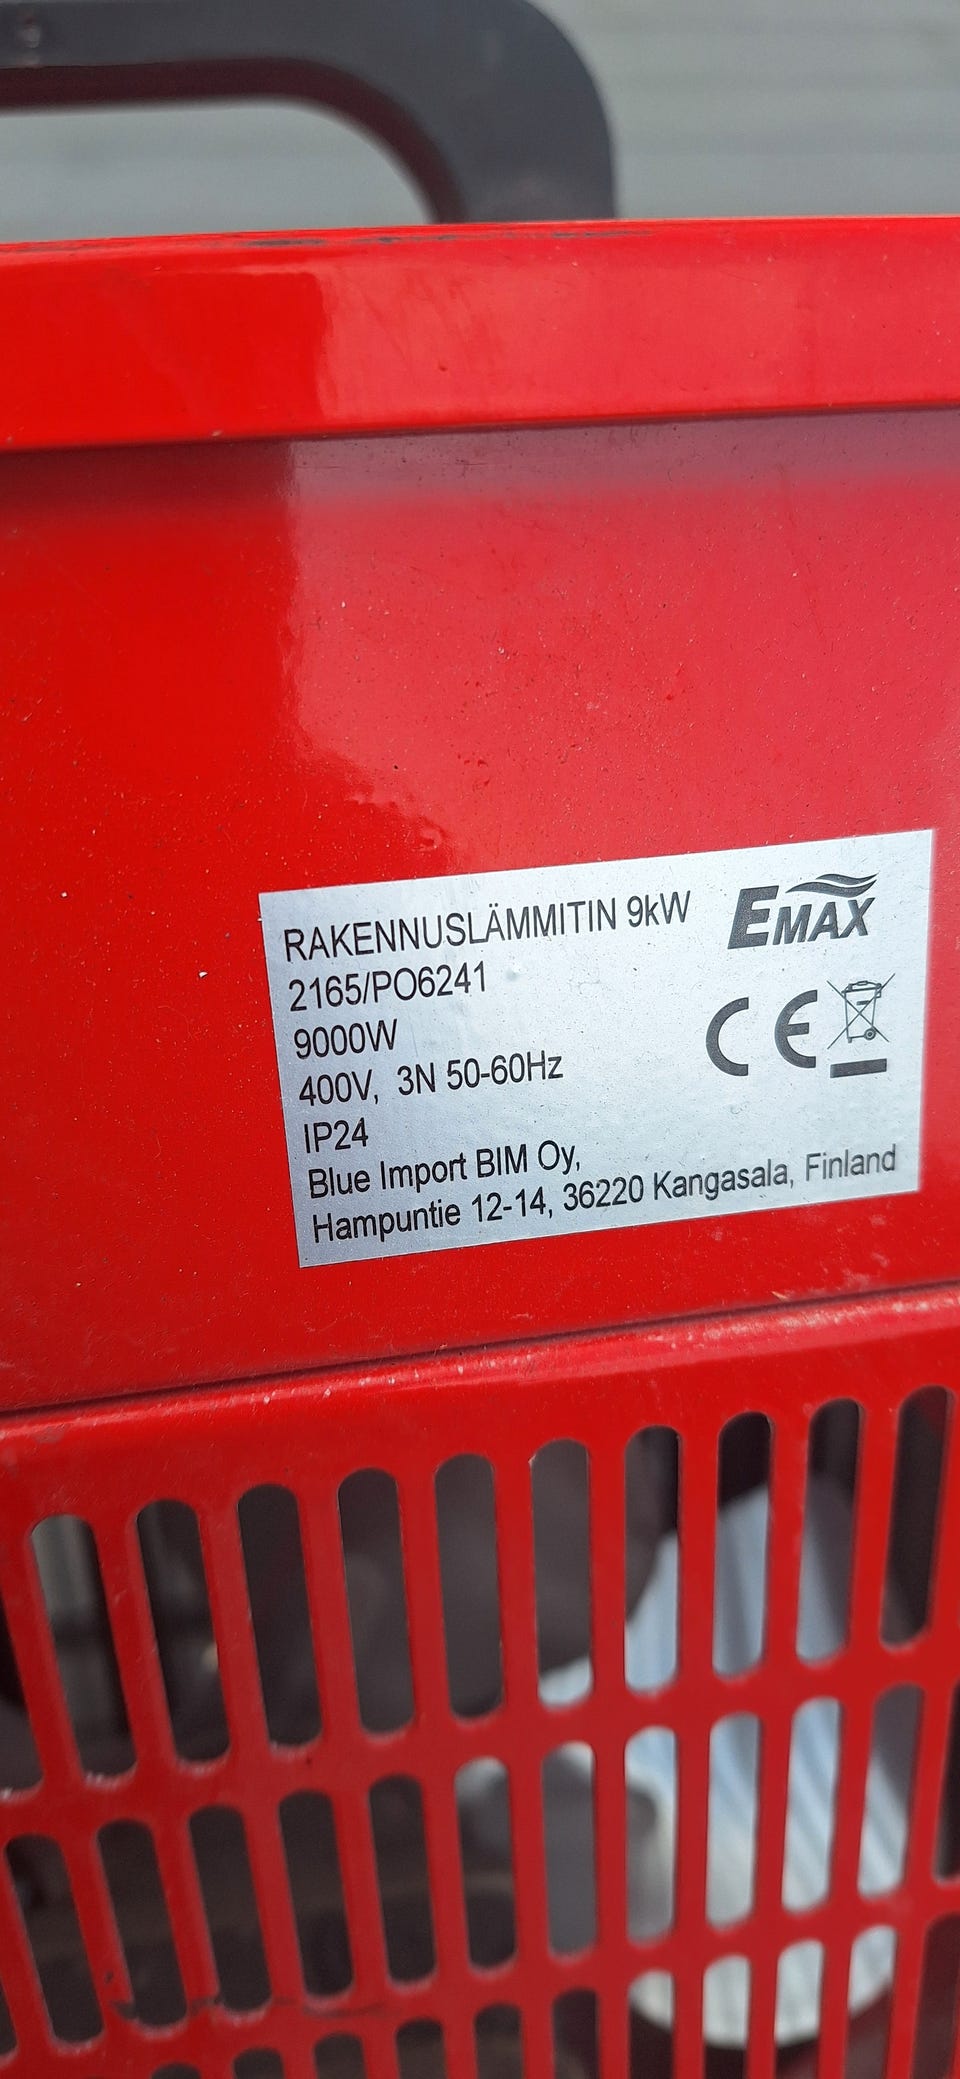 RAKENNUSLÄMMITIN 9kW
EMAX
2165/PO6241
9000W
CE
400V, 3N 50-60Hz
IP24
Blue Import BIM Oy,
Hampuntie 12-14, 36220 Kangasala, Finland